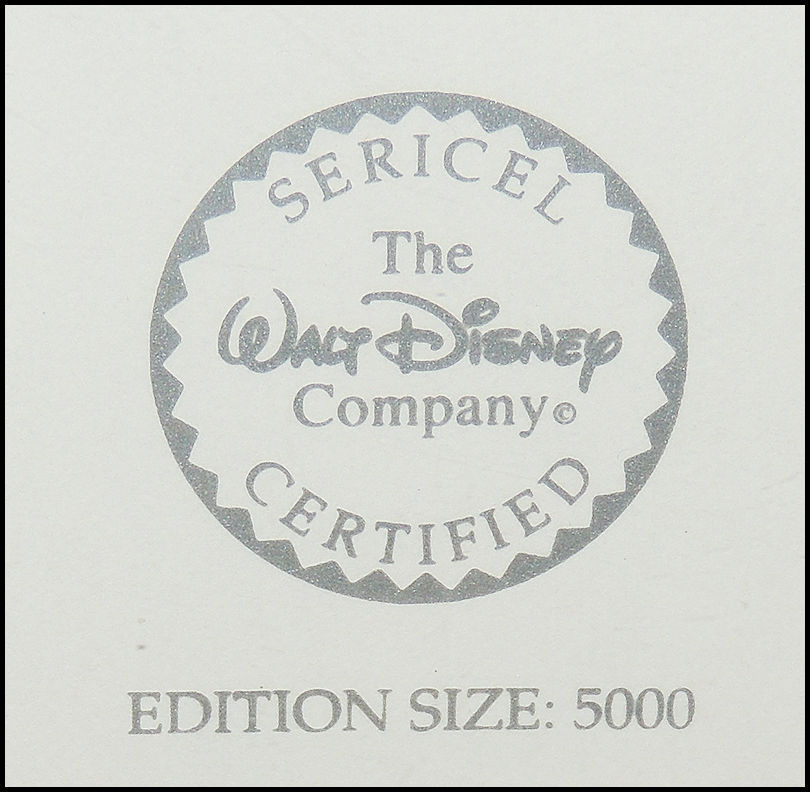 SERICEL
The
WALT DISNEY
Company©
CERTIFIED
EDITION SIZE: 5000